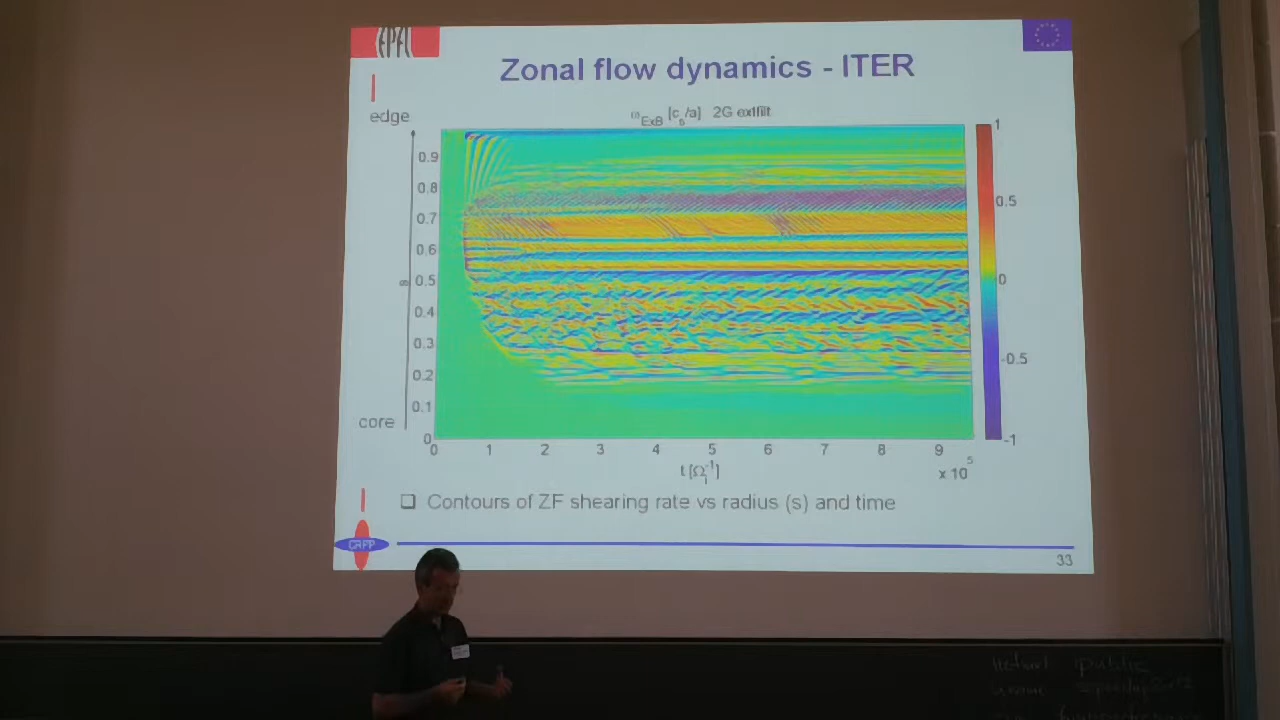 EPFL
Zonal flow dynamics - ITER
edge
ω_ExB [c_s/a] 2G extfilt
1
0.9
0.8
0.5
0.7
0.6
s
0.5
0
0.4
0.3
-0.5
0.2
0.1
core
0
-1
0 1 2 3 4 5 6 7 8 9
t [Ω_i^-1]
x 10^5
❑ Contours of ZF shearing rate vs radius (s) and time
CRPP
33